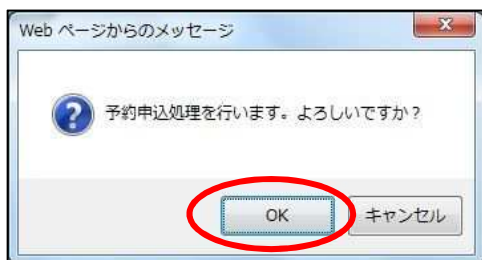 Web ページからのメッセージ
予約申込処理を行います。よろしいですか？
OK
キャンセル